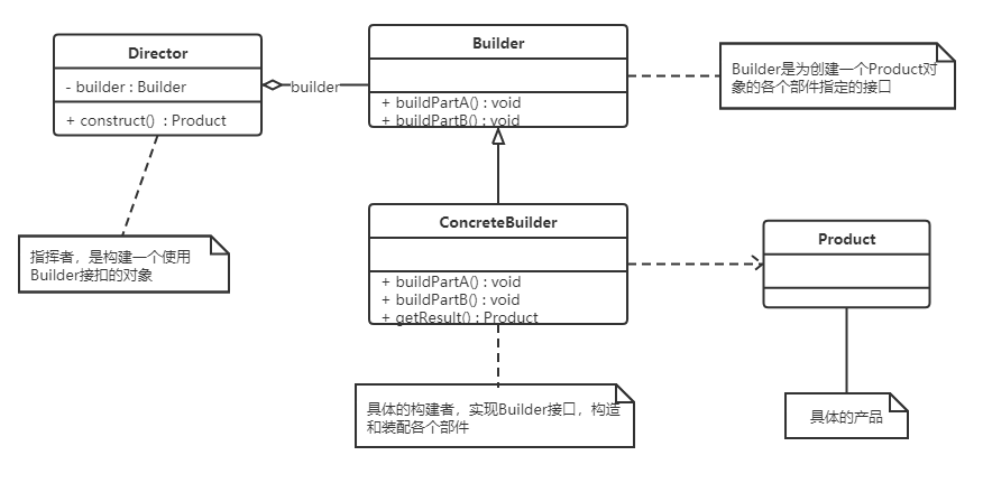 Director
- builder : Builder
+ construct() : Product
builder
Builder
+ buildPartA() : void
+ buildPartB() : void
Builder是为创建一个Product对
象的各个部件指定的接口
指挥者，是构建一个使用
Builder接扣的对象
ConcreteBuilder
+ buildPartA() : void
+ buildPartB() : void
+ getResult() : Product
Product
具体的构建者，实现Builder接口，构造
和装配各个部件
具体的产品